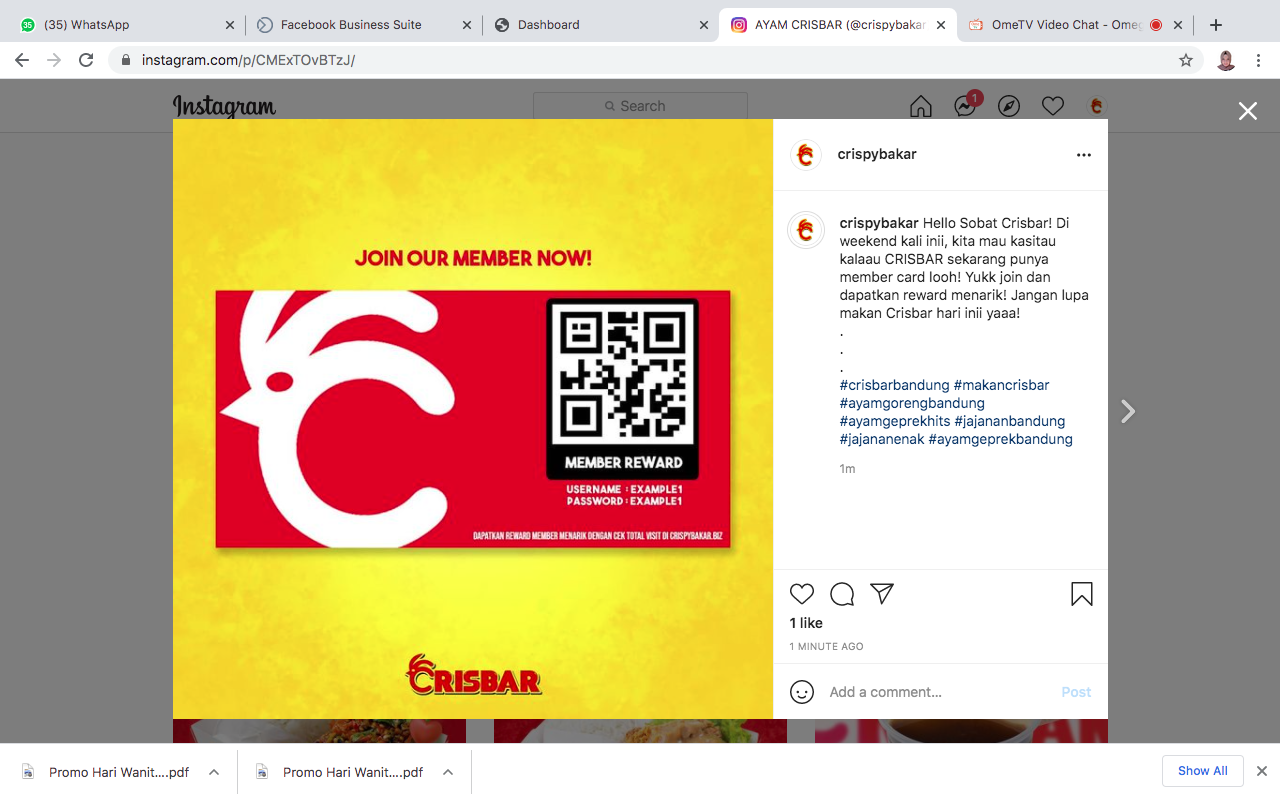 35
(35) WhatsApp
Facebook Business Suite
Dashboard
AYAM CRISBAR (@crispybakar
OmeTV Video Chat - Omeg
instagram.com/p/CMExTOvBTzJ/
Instagram
Search
1
JOIN OUR MEMBER NOW!
MEMBER REWARD
USERNAME : EXAMPLE1
PASSWORD : EXAMPLE1
DAPATKAN REWARD MEMBER MENARIK DENGAN CEK TOTAL VISIT DI CRISPYBAKAR.BIZ
CRISBAR
crispybakar
crispybakar Hello Sobat Crisbar! Di
weekend kali inii, kita mau kasitau
kalaau CRISBAR sekarang punya
member card looh! Yukk join dan
dapatkan reward menarik! Jangan lupa
makan Crisbar hari inii yaaa!
.
.
.
#crisbarbandung #makancrisbar
#ayamgorengbandung
#ayamgeprekhits #jajananbandung
#jajananenak #ayamgeprekbandung
1m
1 like
1 MINUTE AGO
Add a comment...
Post
Promo Hari Wanit....pdf
Promo Hari Wanit....pdf
Show All